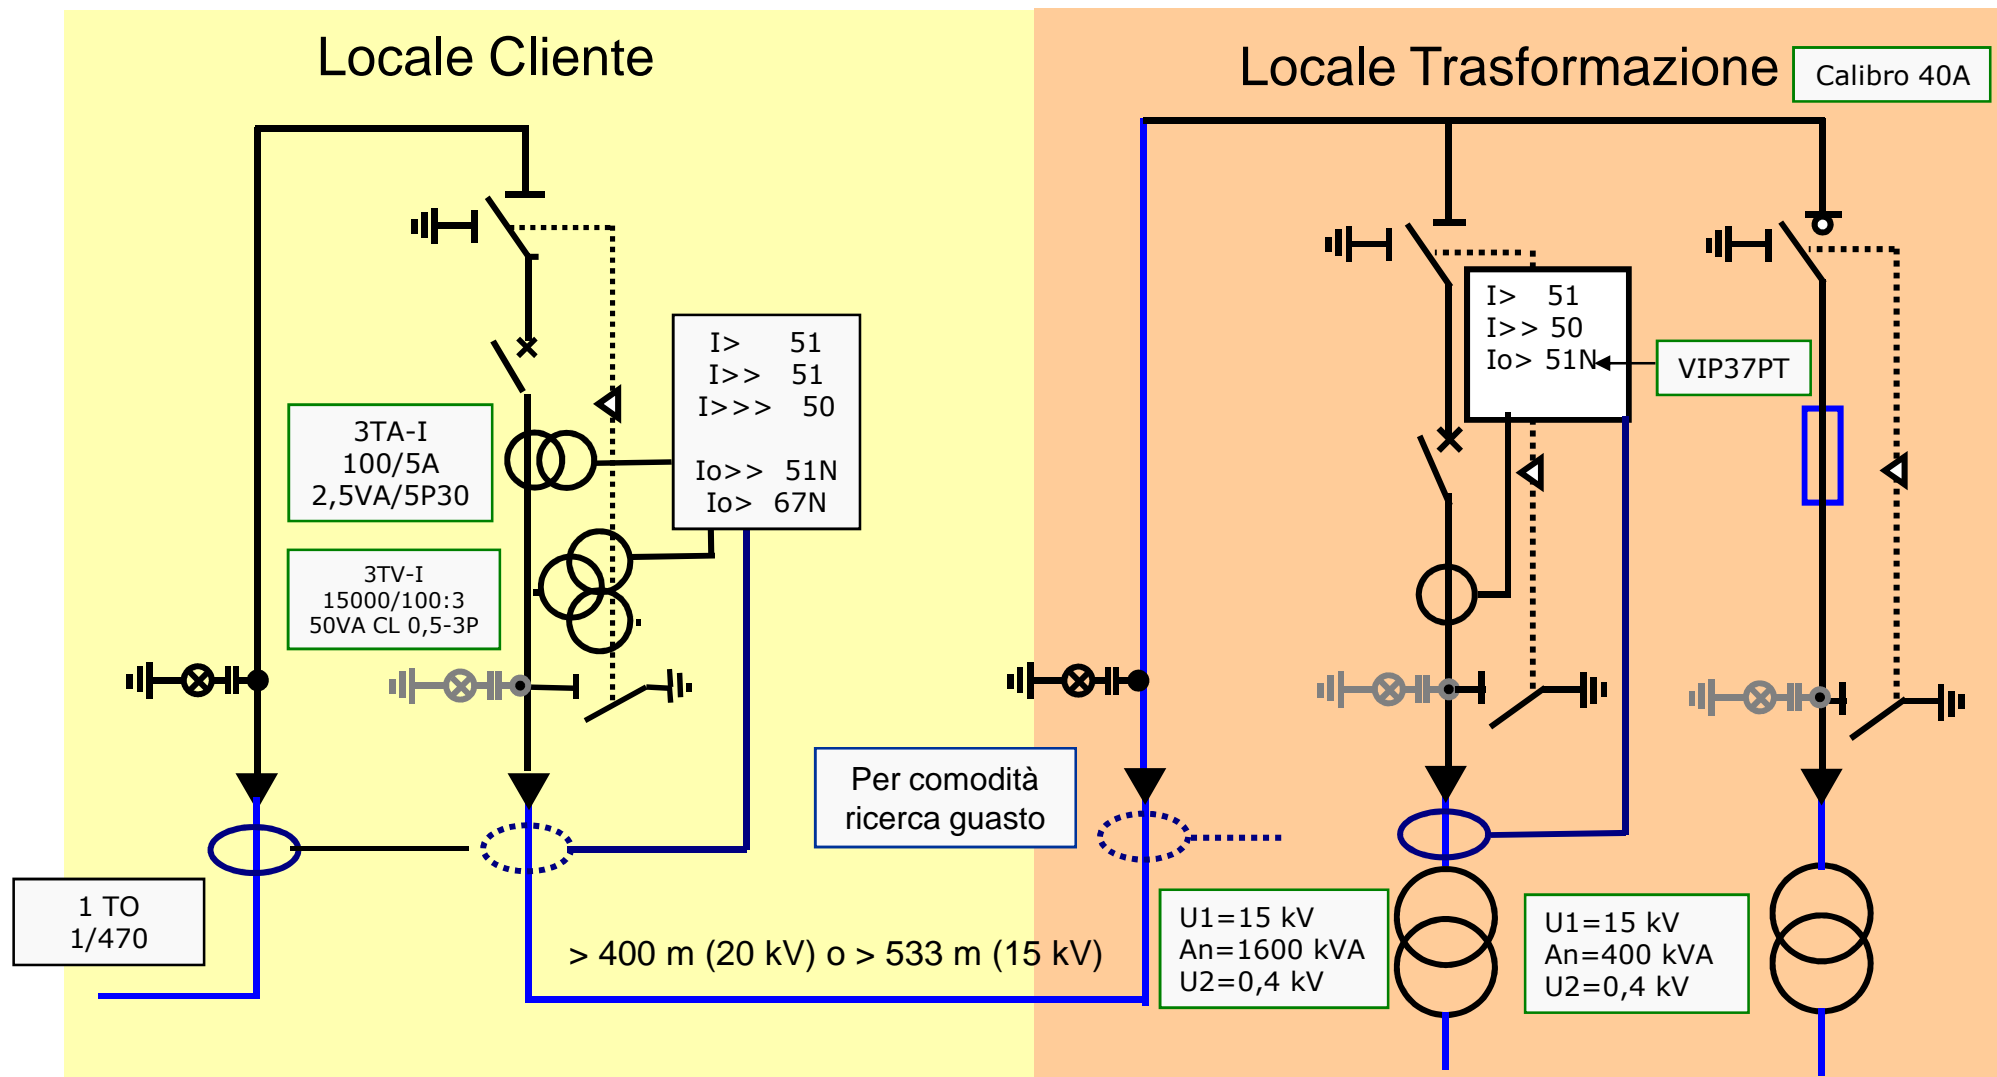 Locale Cliente
Locale Trasformazione
Calibro 40A
I> 51
I>> 51
I>>> 50
Io>> 51N
Io> 67N
I> 51
I>> 50
Io> 51N
VIP37PT
3TA-I
100/5A
2,5VA/5P30
3TV-I
15000/100:3
50VA CL 0,5-3P
Per comodità
ricerca guasto
1 TO
1/470
> 400 m (20 kV) o > 533 m (15 kV)
U1=15 kV
An=1600 kVA
U2=0,4 kV
U1=15 kV
An=400 kVA
U2=0,4 kV